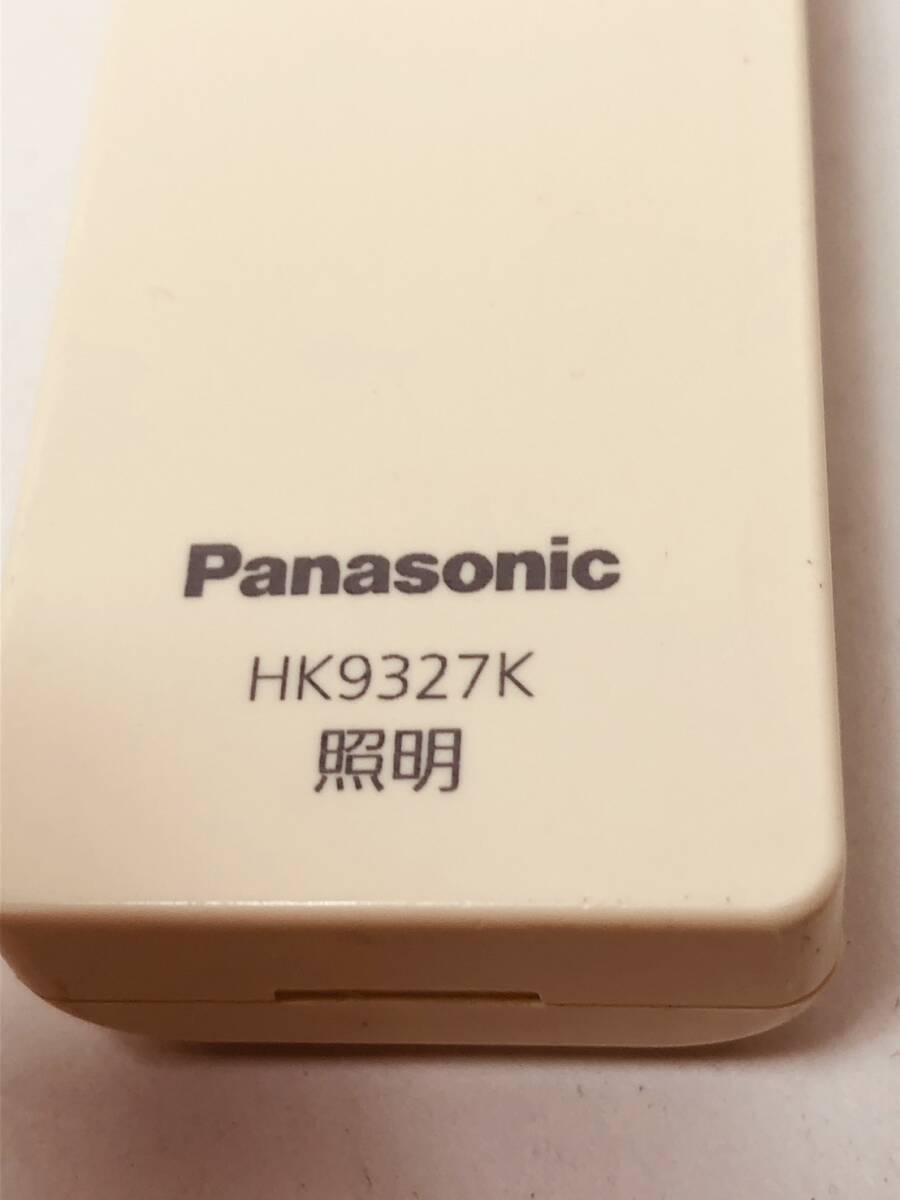 Panasonic
HK9327K
照明